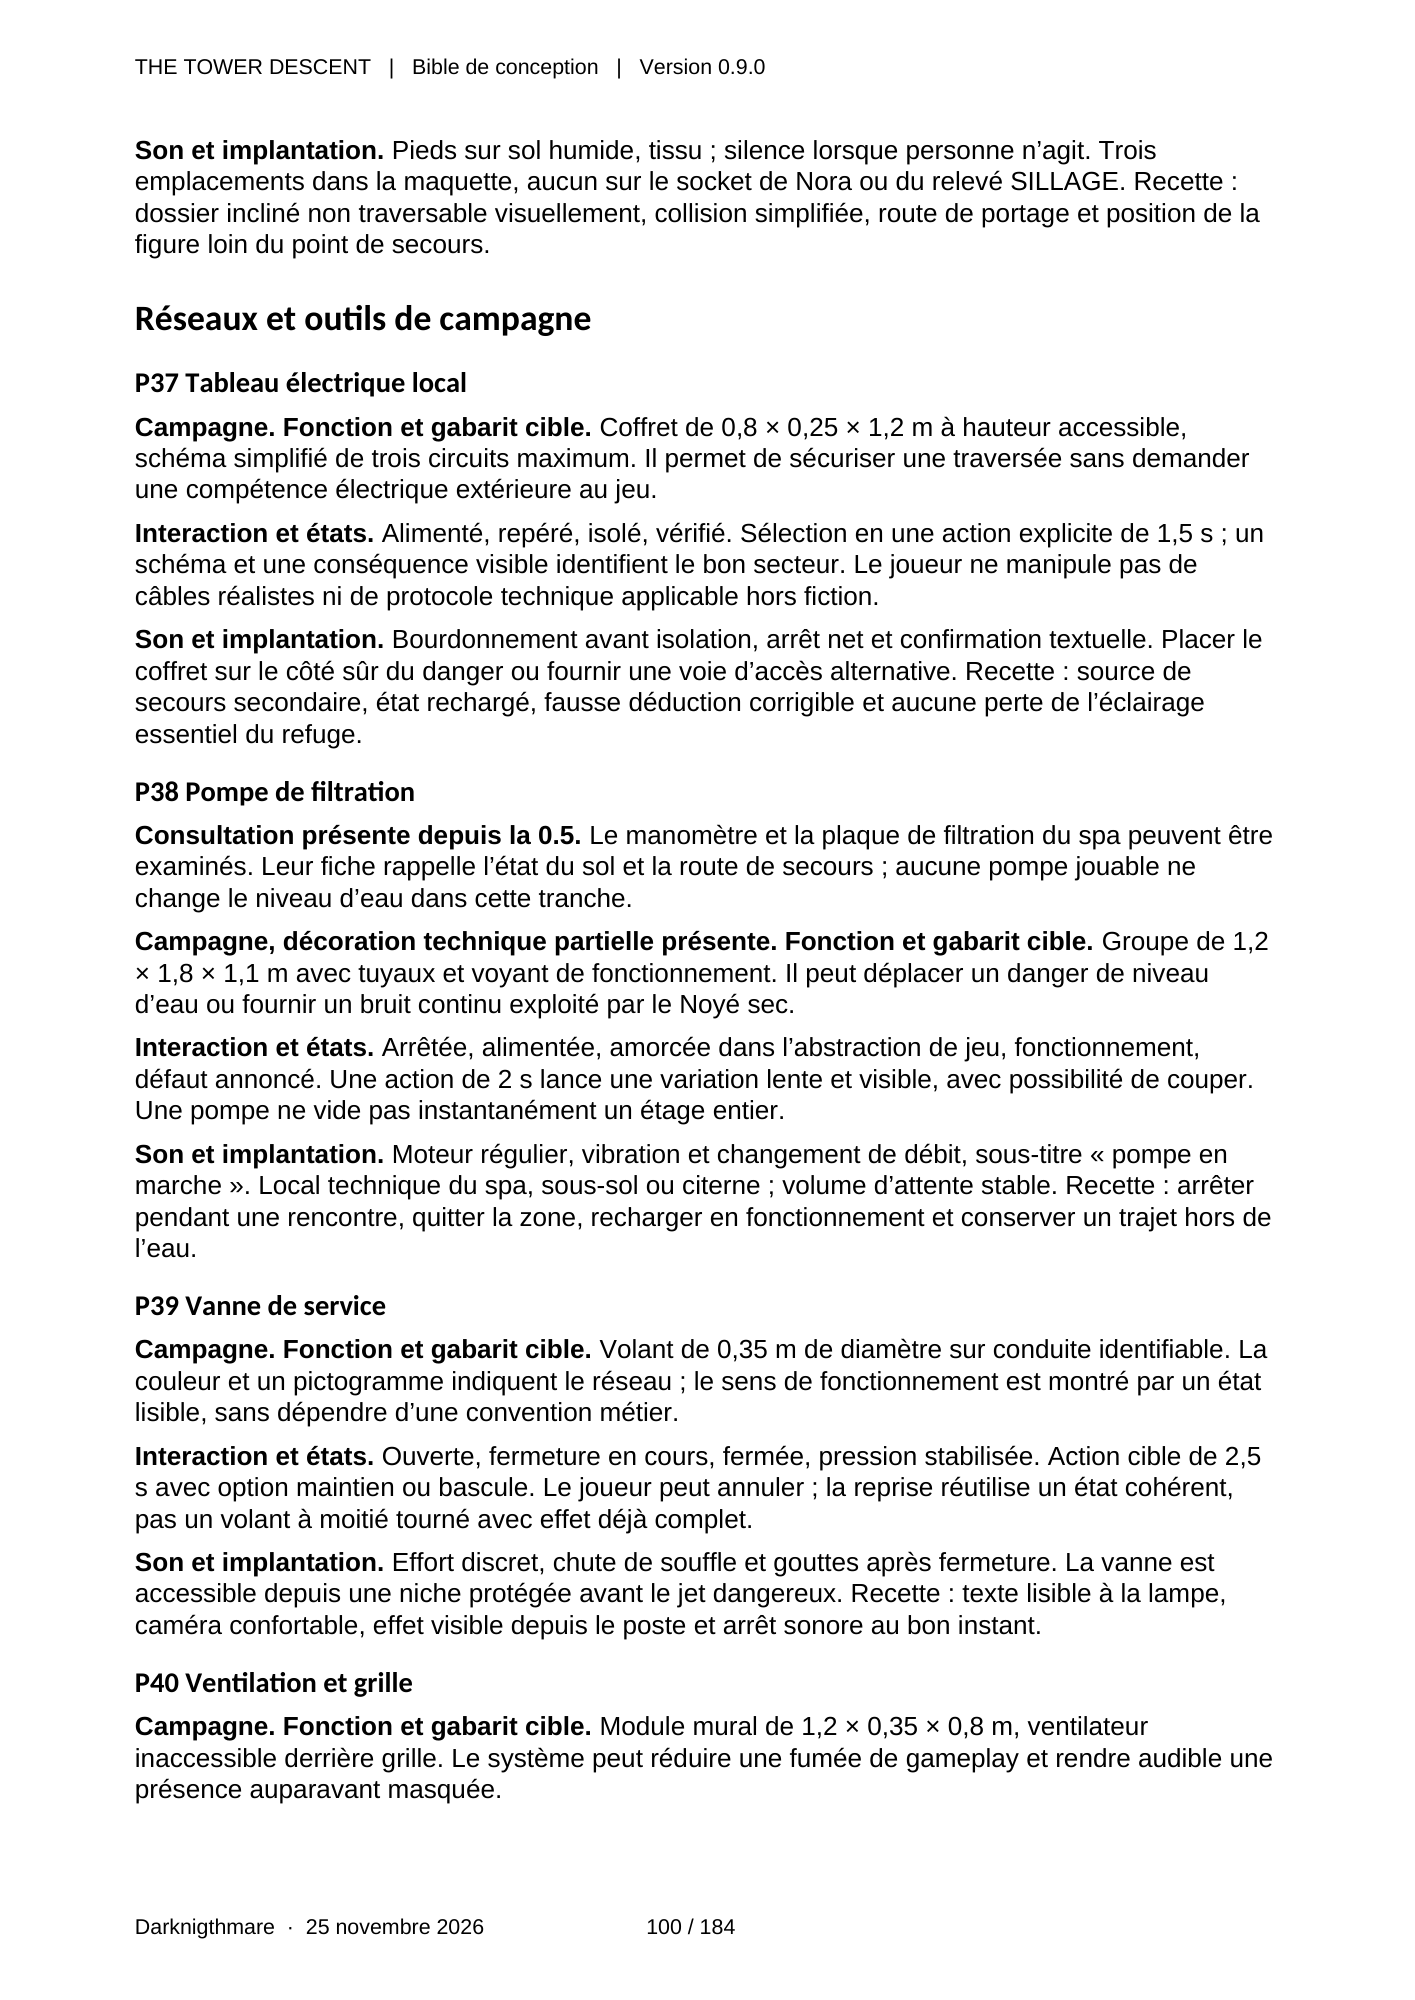 THE TOWER DESCENT | Bible de conception | Version 0.9.0
Son et implantation. Pieds sur sol humide, tissu ; silence lorsque personne n’agit. Trois
emplacements dans la maquette, aucun sur le socket de Nora ou du relevé SILLAGE. Recette :
dossier incliné non traversable visuellement, collision simplifiée, route de portage et position de la
figure loin du point de secours.
Réseaux et outils de campagne
P37 Tableau électrique local
Campagne. Fonction et gabarit cible. Coffret de 0,8 × 0,25 × 1,2 m à hauteur accessible,
schéma simplifié de trois circuits maximum. Il permet de sécuriser une traversée sans demander
une compétence électrique extérieure au jeu.
Interaction et états. Alimenté, repéré, isolé, vérifié. Sélection en une action explicite de 1,5 s ; un
schéma et une conséquence visible identifient le bon secteur. Le joueur ne manipule pas de
câbles réalistes ni de protocole technique applicable hors fiction.
Son et implantation. Bourdonnement avant isolation, arrêt net et confirmation textuelle. Placer le
coffret sur le côté sûr du danger ou fournir une voie d’accès alternative. Recette : source de
secours secondaire, état rechargé, fausse déduction corrigible et aucune perte de l’éclairage
essentiel du refuge.
P38 Pompe de filtration
Consultation présente depuis la 0.5. Le manomètre et la plaque de filtration du spa peuvent être
examinés. Leur fiche rappelle l’état du sol et la route de secours ; aucune pompe jouable ne
change le niveau d’eau dans cette tranche.
Campagne, décoration technique partielle présente. Fonction et gabarit cible. Groupe de 1,2
× 1,8 × 1,1 m avec tuyaux et voyant de fonctionnement. Il peut déplacer un danger de niveau
d’eau ou fournir un bruit continu exploité par le Noyé sec.
Interaction et états. Arrêtée, alimentée, amorcée dans l’abstraction de jeu, fonctionnement,
défaut annoncé. Une action de 2 s lance une variation lente et visible, avec possibilité de couper.
Une pompe ne vide pas instantanément un étage entier.
Son et implantation. Moteur régulier, vibration et changement de débit, sous-titre « pompe en
marche ». Local technique du spa, sous-sol ou citerne ; volume d’attente stable. Recette : arrêter
pendant une rencontre, quitter la zone, recharger en fonctionnement et conserver un trajet hors de
l’eau.
P39 Vanne de service
Campagne. Fonction et gabarit cible. Volant de 0,35 m de diamètre sur conduite identifiable. La
couleur et un pictogramme indiquent le réseau ; le sens de fonctionnement est montré par un état
lisible, sans dépendre d’une convention métier.
Interaction et états. Ouverte, fermeture en cours, fermée, pression stabilisée. Action cible de 2,5
s avec option maintien ou bascule. Le joueur peut annuler ; la reprise réutilise un état cohérent,
pas un volant à moitié tourné avec effet déjà complet.
Son et implantation. Effort discret, chute de souffle et gouttes après fermeture. La vanne est
accessible depuis une niche protégée avant le jet dangereux. Recette : texte lisible à la lampe,
caméra confortable, effet visible depuis le poste et arrêt sonore au bon instant.
P40 Ventilation et grille
Campagne. Fonction et gabarit cible. Module mural de 1,2 × 0,35 × 0,8 m, ventilateur
inaccessible derrière grille. Le système peut réduire une fumée de gameplay et rendre audible une
présence auparavant masquée.
Darknigthmare · 25 novembre 2026 100 / 184